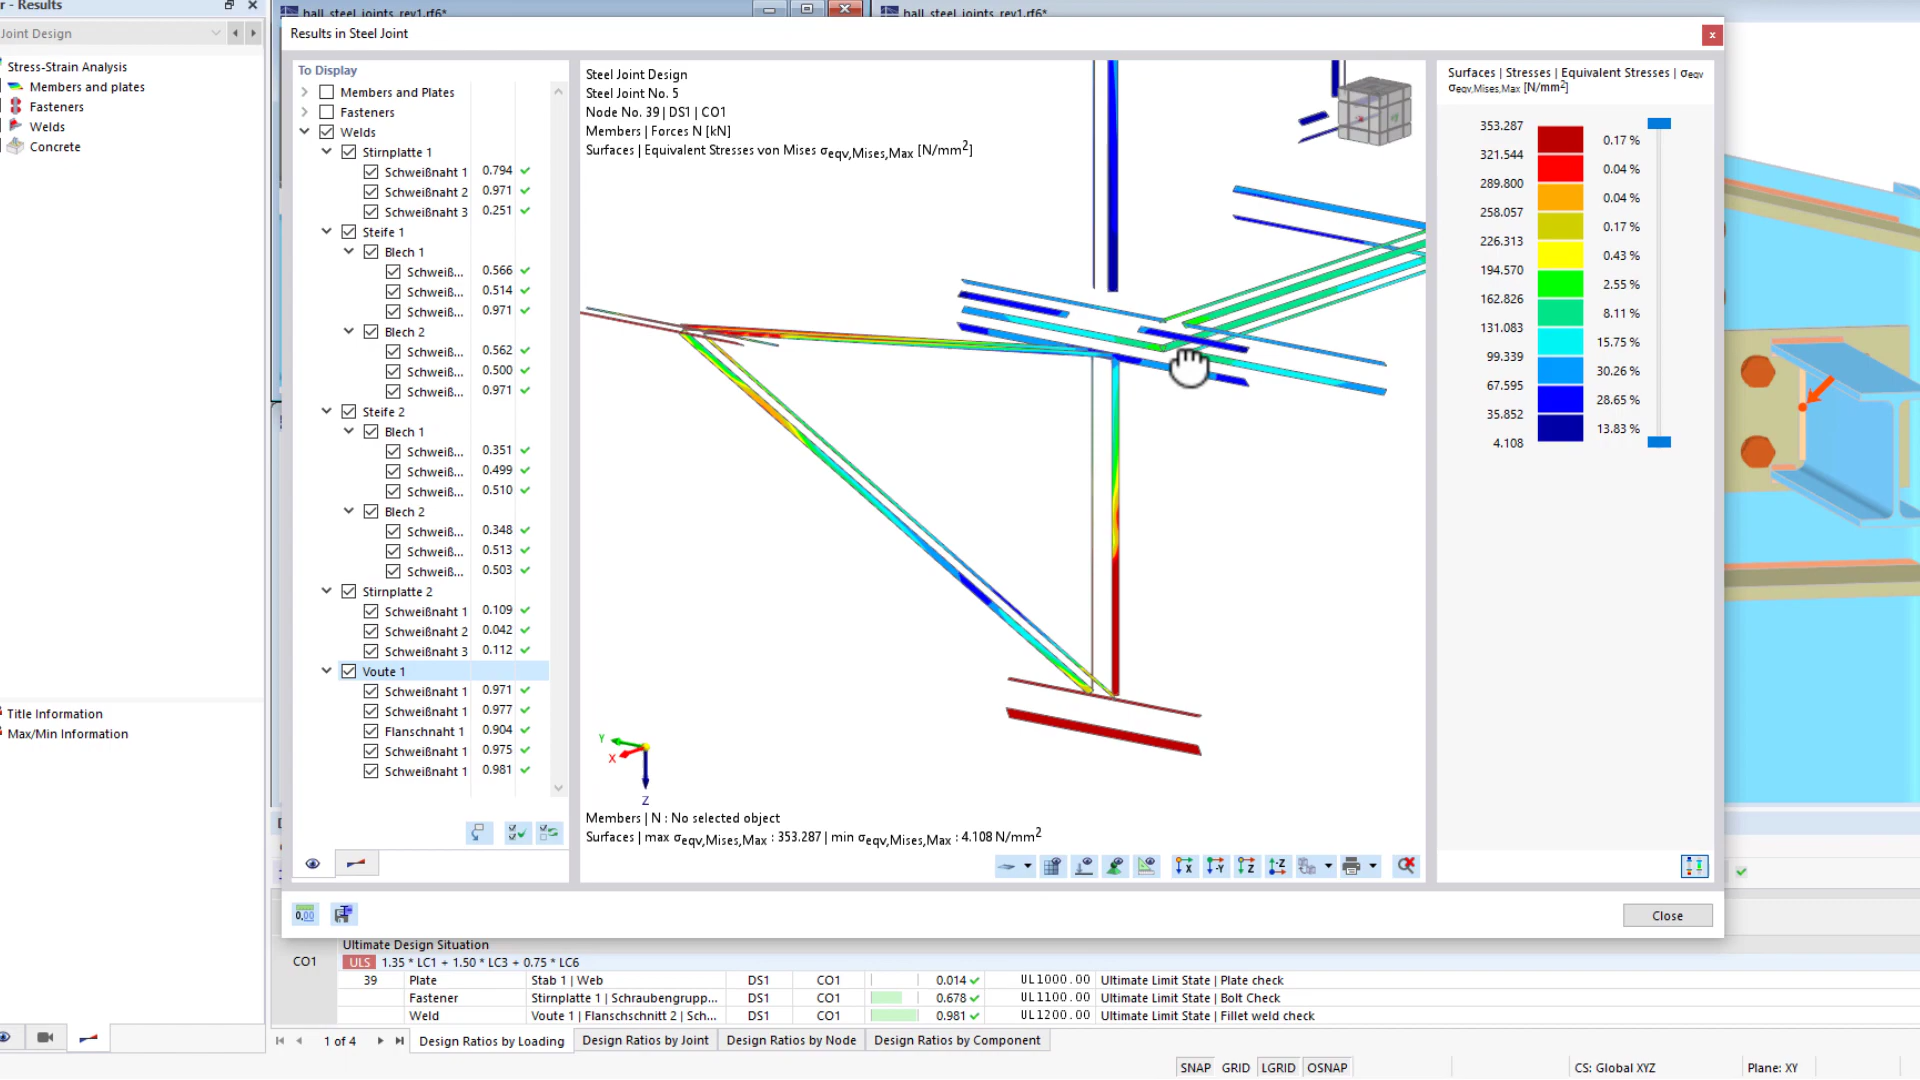 r - Results
Joint Design
Stress-Strain Analysis
Members and plates
Fasteners
Welds
Concrete
Title Information
Max/Min Information
hall_steel_joints_rev1.rf6*
hall_steel_joints_rev1.rf6*
Results in Steel Joint
x
To Display
Members and Plates
Fasteners
Welds
Stirnplatte 1
Schweißnaht 1 0.794
Schweißnaht 2 0.971
Schweißnaht 3 0.251
Steife 1
Blech 1
Schweiß... 0.566
Schweiß... 0.514
Schweiß... 0.971
Blech 2
Schweiß... 0.562
Schweiß... 0.500
Schweiß... 0.971
Steife 2
Blech 1
Schweiß... 0.351
Schweiß... 0.499
Schweiß... 0.510
Blech 2
Schweiß... 0.348
Schweiß... 0.513
Schweiß... 0.503
Stirnplatte 2
Schweißnaht 1 0.109
Schweißnaht 2 0.042
Schweißnaht 3 0.112
Voute 1
Schweißnaht 1 0.971
Schweißnaht 1 0.977
Flanschnaht 1 0.904
Schweißnaht 1 0.975
Schweißnaht 1 0.981
Steel Joint Design
Steel Joint No. 5
Node No. 39 | DS1 | CO1
Members | Forces N [kN]
Surfaces | Equivalent Stresses von Mises σeqv,Mises,Max [N/mm²]
Y
X
Z
Members | N : No selected object
Surfaces | max σeqv,Mises,Max : 353.287 | min σeqv,Mises,Max : 4.108 N/mm²
X
-Y
Z
-Z
Surfaces | Stresses | Equivalent Stresses | σeqv
σeqv,Mises,Max [N/mm²]
353.287
0.17 %
321.544
0.04 %
289.800
0.04 %
258.057
0.17 %
226.313
0.43 %
194.570
2.55 %
162.826
8.11 %
131.083
15.75 %
99.339
30.26 %
67.595
28.65 %
35.852
13.83 %
4.108
0.00
Close
Ultimate Design Situation
CO1 ULS 1.35 * LC1 + 1.50 * LC3 + 0.75 * LC6
39 Plate Stab 1 | Web DS1 CO1 0.014 UL1000.00 Ultimate Limit State | Plate check
Fastener Stirnplatte 1 | Schraubengrupp... DS1 CO1 0.678 UL1100.00 Ultimate Limit State | Bolt Check
Weld Voute 1 | Flanschschnitt 2 | Sch... DS1 CO1 0.981 UL1200.00 Ultimate Limit State | Fillet weld check
1 of 4 Design Ratios by Loading Design Ratios by Joint Design Ratios by Node Design Ratios by Component
SNAP GRID LGRID OSNAP CS: Global XYZ Plane: XY